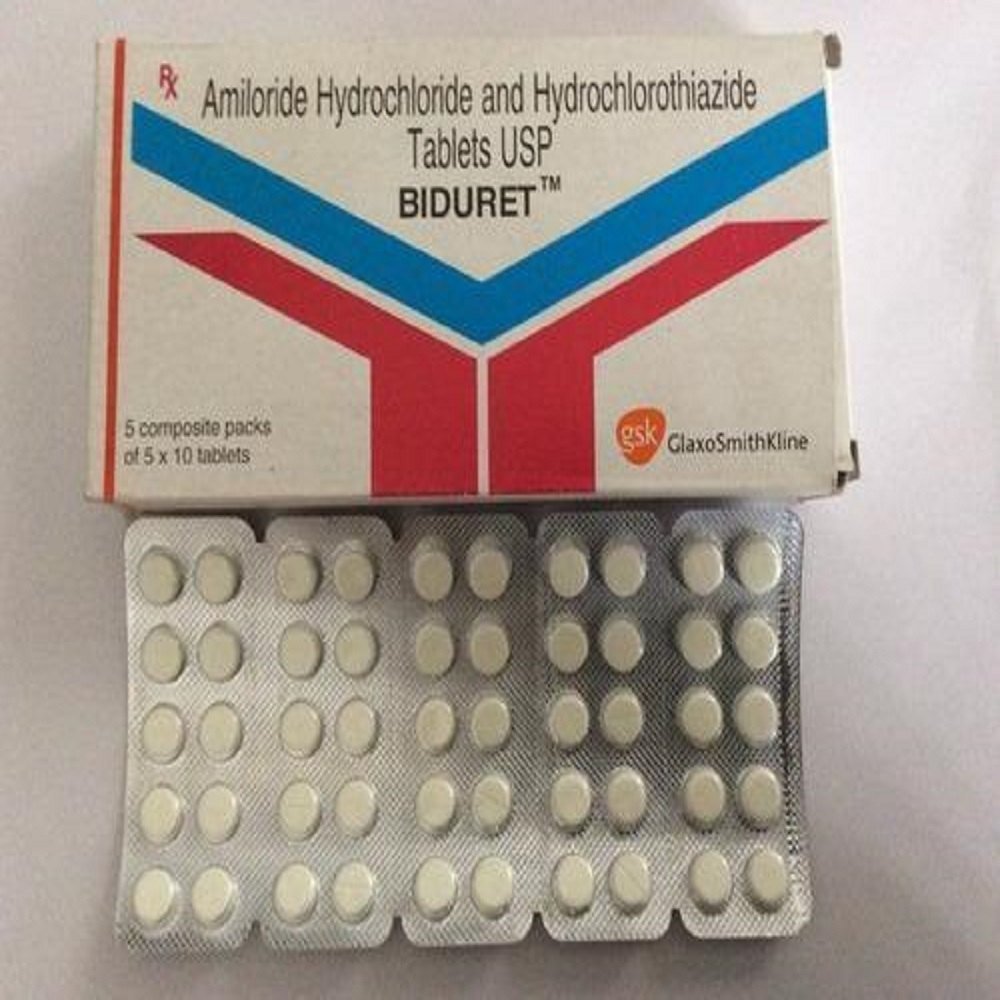 Rx
Amiloride Hydrochloride and Hydrochlorothiazide
Tablets USP
BIDURET™
5 composite packs
of 5 x 10 tablets
gsk GlaxoSmithKline